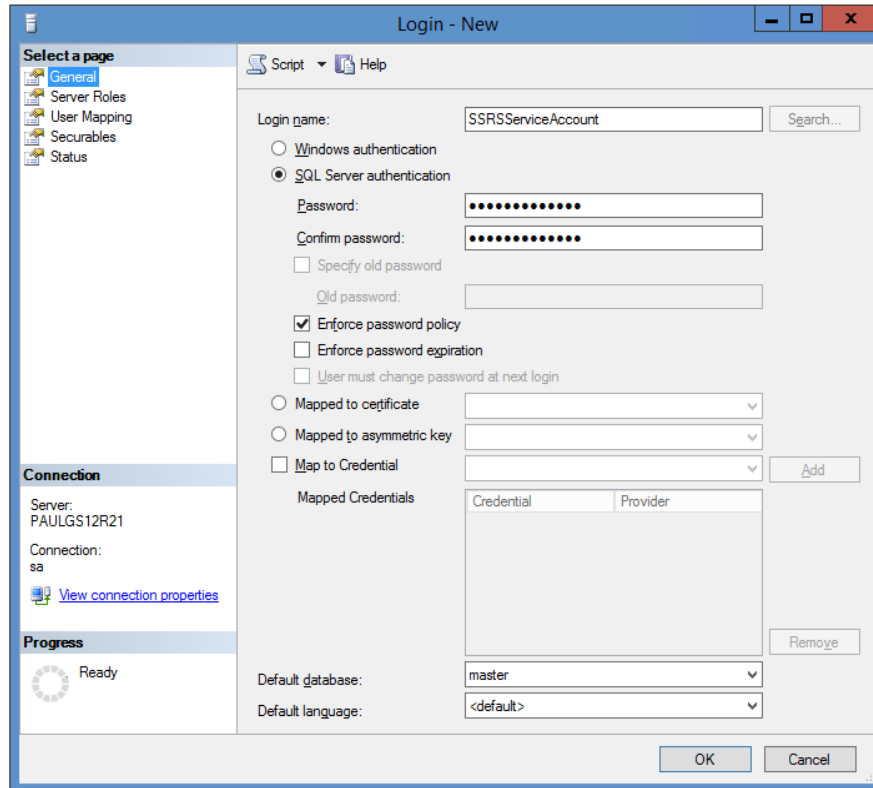 Login - New
Select a page
General
Server Roles
User Mapping
Securables
Status
Script
Help
Login name:
SSRSServiceAccount
Search...
Windows authentication
SQL Server authentication
Password:
●●●●●●●●●●●●●
Confirm password:
●●●●●●●●●●●●●
Specify old password
Old password:
Enforce password policy
Enforce password expiration
User must change password at next login
Mapped to certificate
Mapped to asymmetric key
Map to Credential
Add
Mapped Credentials
Credential
Provider
Remove
Default database:
master
Default language:
<default>
Connection
Server:
PAULGS12R21
Connection:
sa
View connection properties
Progress
Ready
OK
Cancel